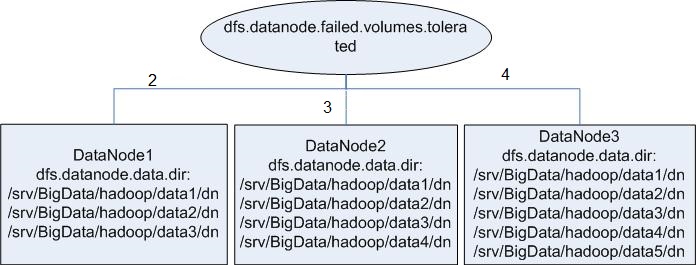 dfs.datanode.failed.volumes.tolera
ted
2
3
4
DataNode1
dfs.datanode.data.dir:
/srv/BigData/hadoop/data1/dn
/srv/BigData/hadoop/data2/dn
/srv/BigData/hadoop/data3/dn
DataNode2
dfs.datanode.data.dir:
/srv/BigData/hadoop/data1/dn
/srv/BigData/hadoop/data2/dn
/srv/BigData/hadoop/data3/dn
/srv/BigData/hadoop/data4/dn
DataNode3
dfs.datanode.data.dir:
/srv/BigData/hadoop/data1/dn
/srv/BigData/hadoop/data2/dn
/srv/BigData/hadoop/data3/dn
/srv/BigData/hadoop/data4/dn
/srv/BigData/hadoop/data5/dn